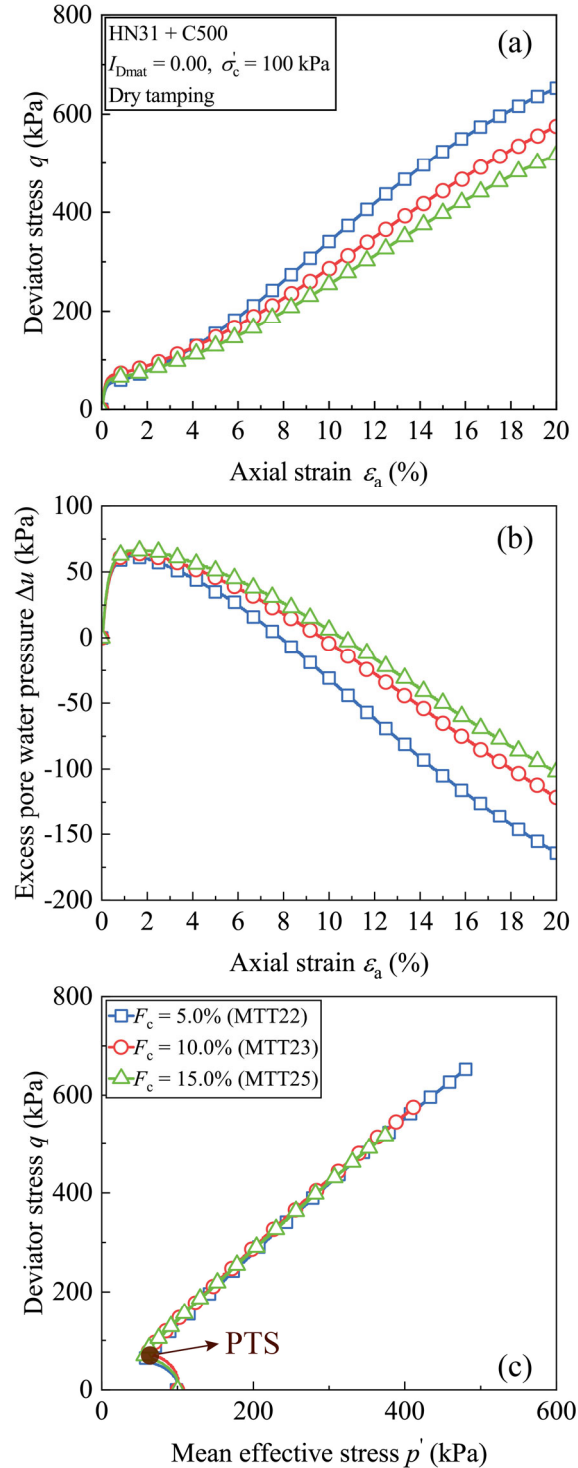 800
600
400
200
0
Deviator stress q (kPa)
HN31 + C500
I_Dmat = 0.00, σ'_c = 100 kPa
Dry tamping
(a)
0 2 4 6 8 10 12 14 16 18 20
Axial strain ε_a (%)
100
50
0
-50
-100
-150
-200
Excess pore water pressure Δu (kPa)
(b)
0 2 4 6 8 10 12 14 16 18 20
Axial strain ε_a (%)
800
600
400
200
0
Deviator stress q (kPa)
F_c = 5.0% (MTT22)
F_c = 10.0% (MTT23)
F_c = 15.0% (MTT25)
PTS
(c)
0 200 400 600
Mean effective stress p' (kPa)